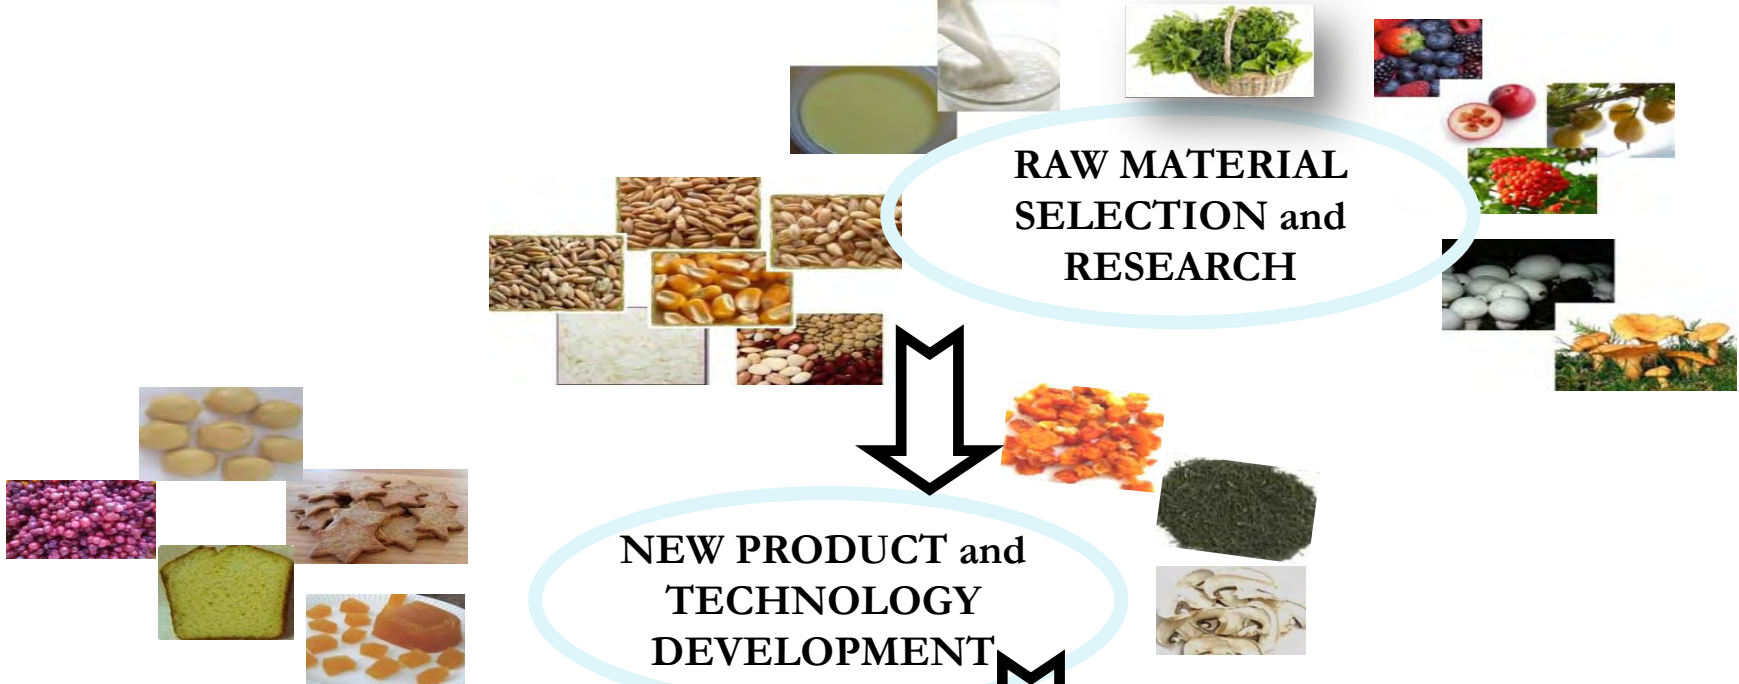 RAW MATERIAL
SELECTION and
RESEARCH
NEW PRODUCT and
TECHNOLOGY
DEVELOPMENT